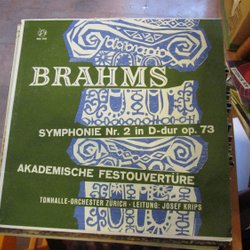 BRAHMS
SYMPHONIE Nr. 2 in D-dur op. 73
AKADEMISCHE FESTOUVERTÜRE
TONHALLE-ORCHESTER ZÜRICH · LEITUNG: JOSEF KRIPS